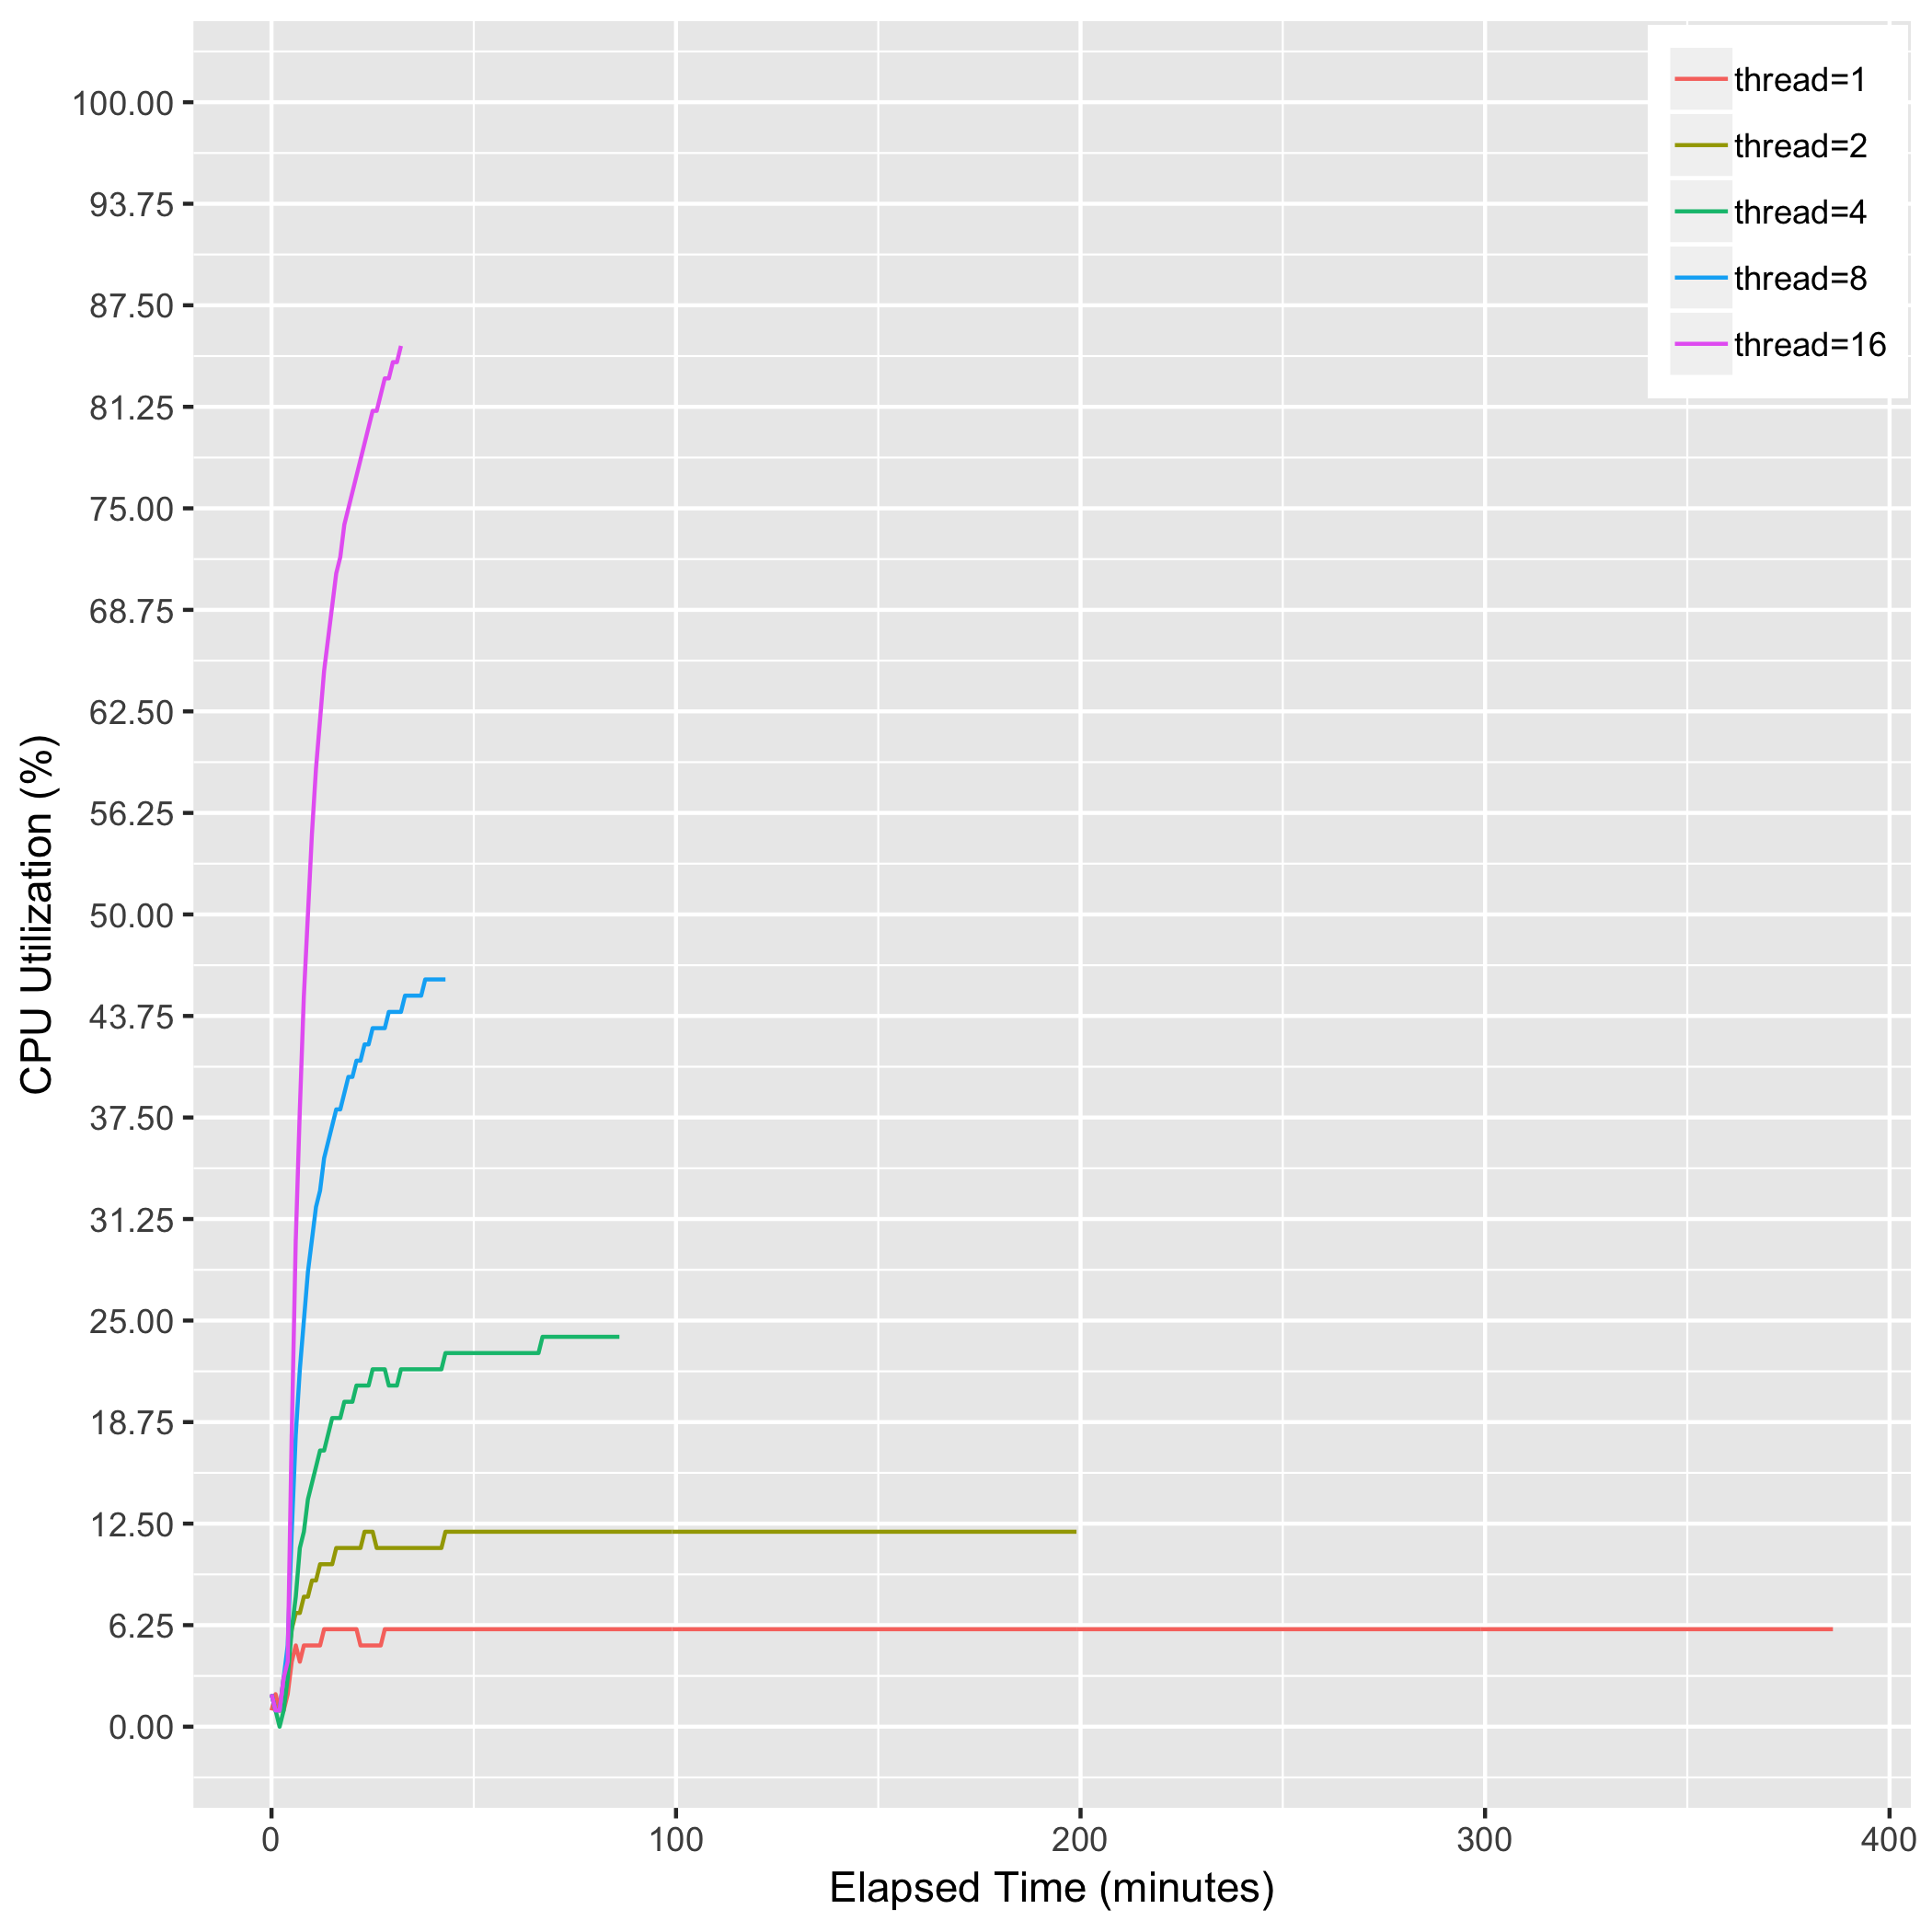 thread=1
thread=2
thread=4
thread=8
thread=16
100.00
93.75
87.50
81.25
75.00
68.75
62.50
56.25
50.00
43.75
37.50
31.25
25.00
18.75
12.50
6.25
0.00
CPU Utilization (%)
0 100 200 300 400
Elapsed Time (minutes)